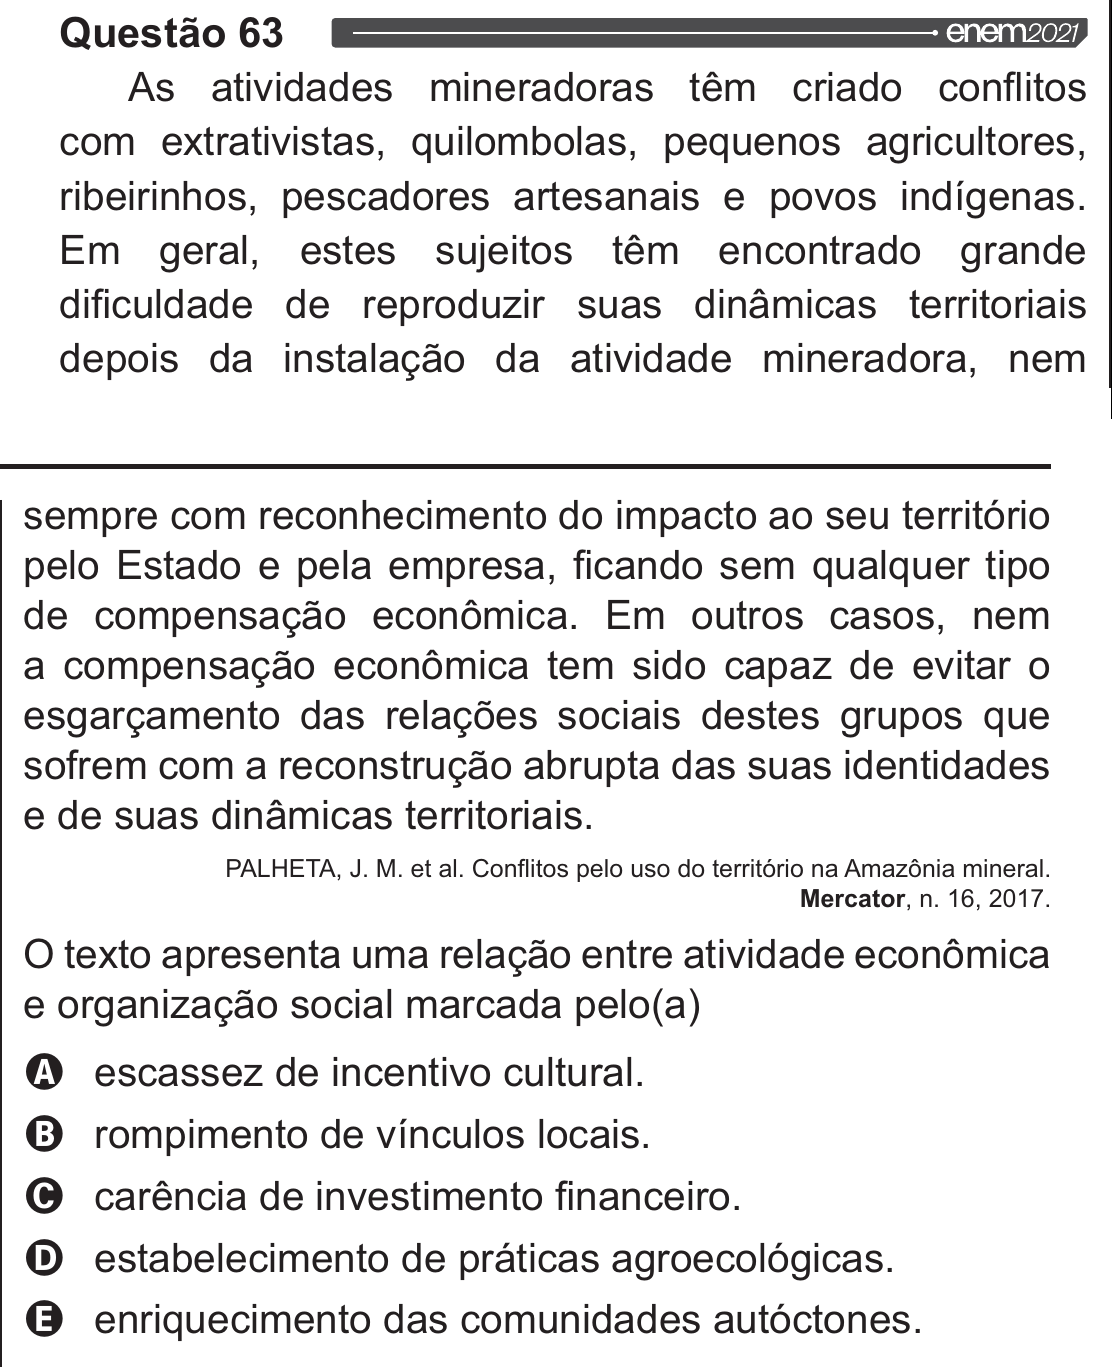 Questão 63
enem2021
As atividades mineradoras têm criado conflitos
com extrativistas, quilombolas, pequenos agricultores,
ribeirinhos, pescadores artesanais e povos indígenas.
Em geral, estes sujeitos têm encontrado grande
dificuldade de reproduzir suas dinâmicas territoriais
depois da instalação da atividade mineradora, nem
sempre com reconhecimento do impacto ao seu território
pelo Estado e pela empresa, ficando sem qualquer tipo
de compensação econômica. Em outros casos, nem
a compensação econômica tem sido capaz de evitar o
esgarçamento das relações sociais destes grupos que
sofrem com a reconstrução abrupta das suas identidades
e de suas dinâmicas territoriais.
PALHETA, J. M. et al. Conflitos pelo uso do território na Amazônia mineral.
Mercator, n. 16, 2017.
O texto apresenta uma relação entre atividade econômica
e organização social marcada pelo(a)
A escassez de incentivo cultural.
B rompimento de vínculos locais.
C carência de investimento financeiro.
D estabelecimento de práticas agroecológicas.
E enriquecimento das comunidades autóctones.